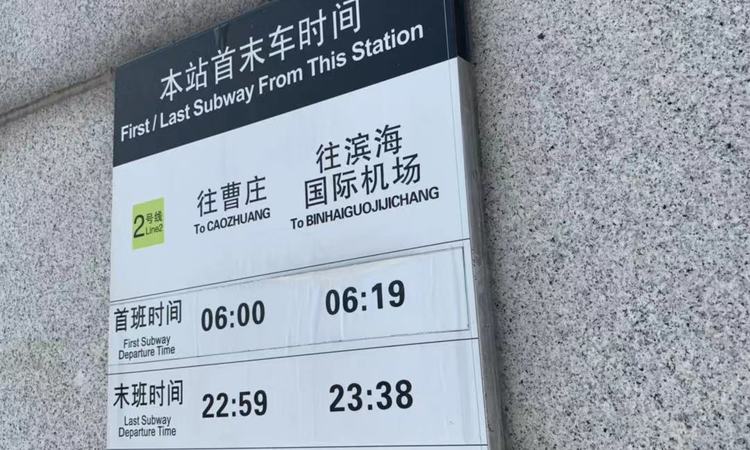 本站首末车时间
First / Last Subway From This Station
2号线
Line2
往曹庄
To CAOZHUANG
往滨海
国际机场
To BINHAIGUOJIJICHANG
首班时间
First Subway
Departure Time
06:00
06:19
末班时间
Last Subway
Departure Time
22:59
23:38